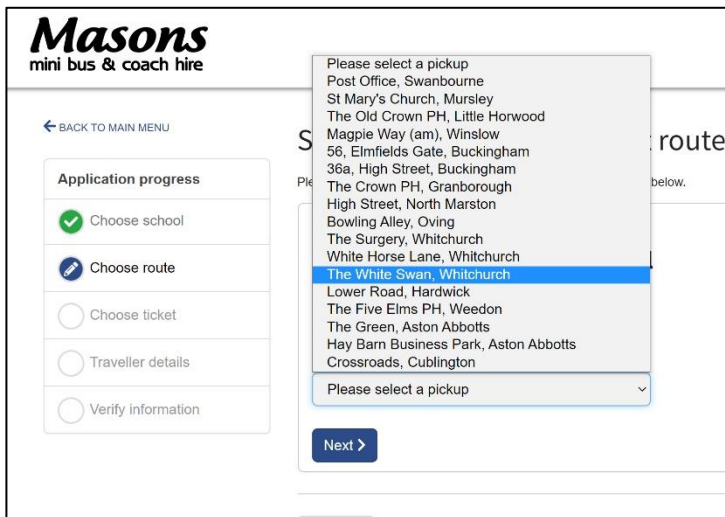 Masons
mini bus & coach hire
BACK TO MAIN MENU
Application progress
Choose school
Choose route
Choose ticket
Traveller details
Verify information
S
route
below.
Please select a pickup
Post Office, Swanbourne
St Mary's Church, Mursley
The Old Crown PH, Little Horwood
Magpie Way (am), Winslow
56, Elmfields Gate, Buckingham
36a, High Street, Buckingham
The Crown PH, Granborough
High Street, North Marston
Bowling Alley, Oving
The Surgery, Whitchurch
White Horse Lane, Whitchurch
The White Swan, Whitchurch
Lower Road, Hardwick
The Five Elms PH, Weedon
The Green, Aston Abbotts
Hay Barn Business Park, Aston Abbotts
Crossroads, Cublington
Please select a pickup
Next